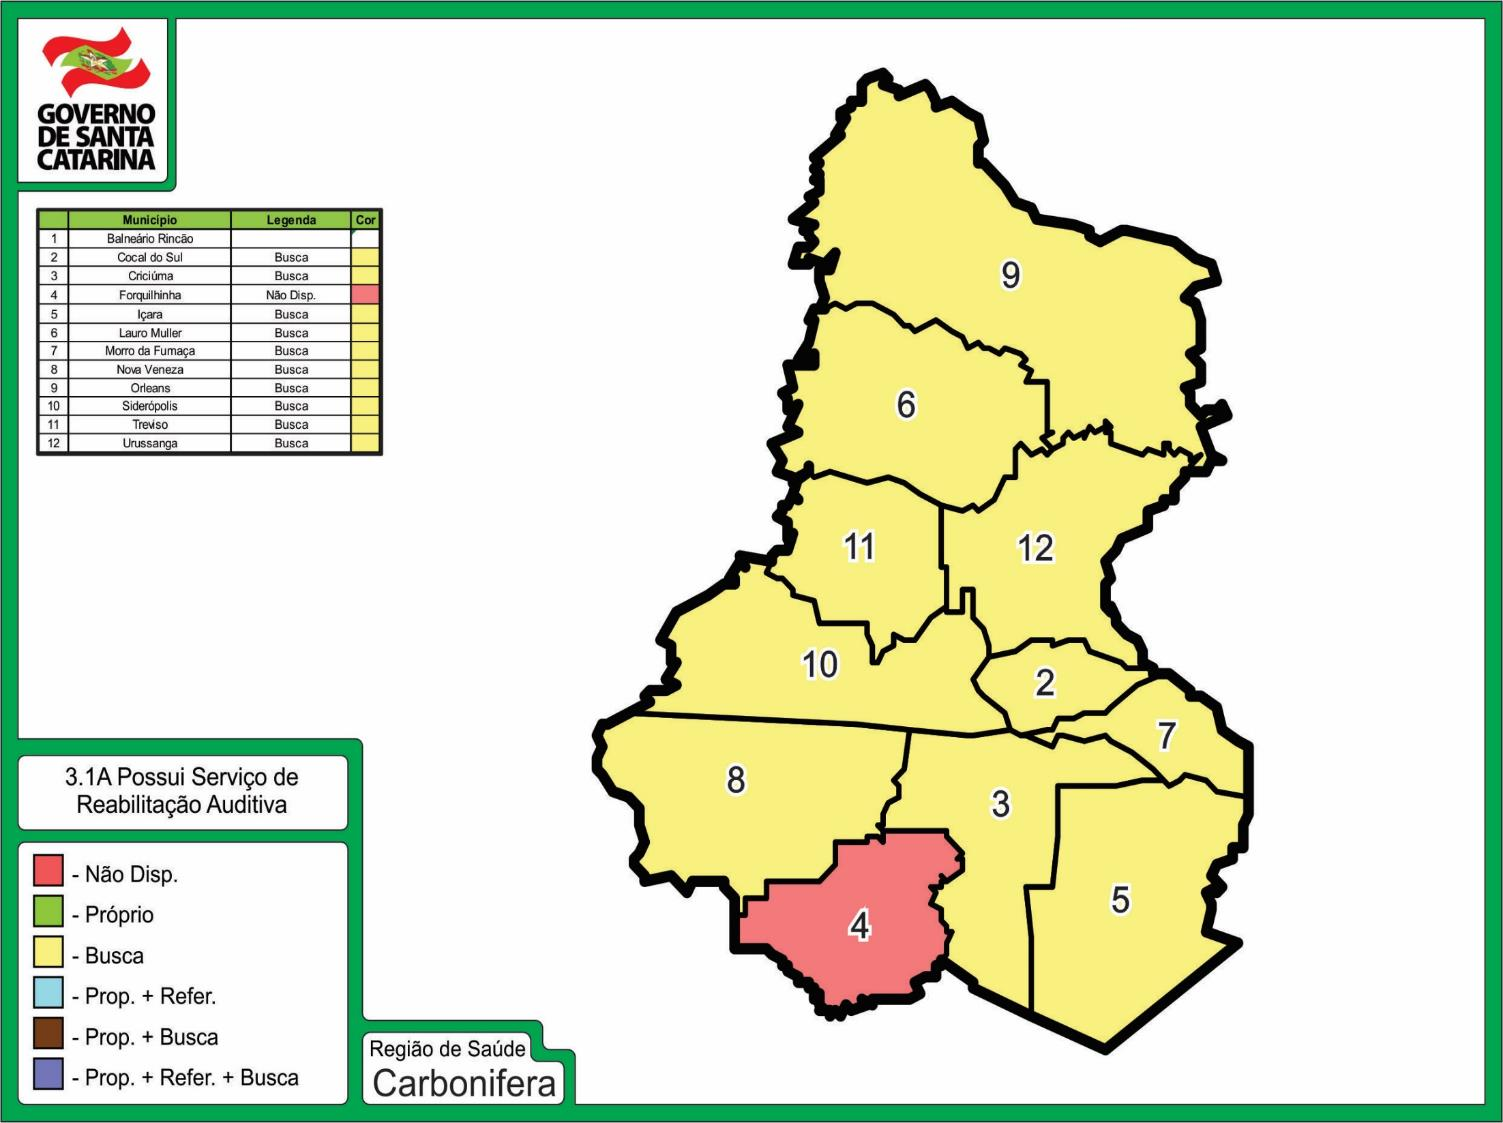 GOVERNO
DE SANTA
CATARINA
Município Legenda Cor
1 Balneário Rincão
2 Cocal do Sul Busca
3 Criciúma Busca
4 Forquilhinha Não Disp.
5 Içara Busca
6 Lauro Muller Busca
7 Morro da Fumaça Busca
8 Nova Veneza Busca
9 Orleans Busca
10 Siderópolis Busca
11 Treviso Busca
12 Urussanga Busca
9
6
11
12
10
2
7
8
3
5
4
3.1A Possui Serviço de
Reabilitação Auditiva
- Não Disp.
- Próprio
- Busca
- Prop. + Refer.
- Prop. + Busca
- Prop. + Refer. + Busca
Região de Saúde
Carbonifera